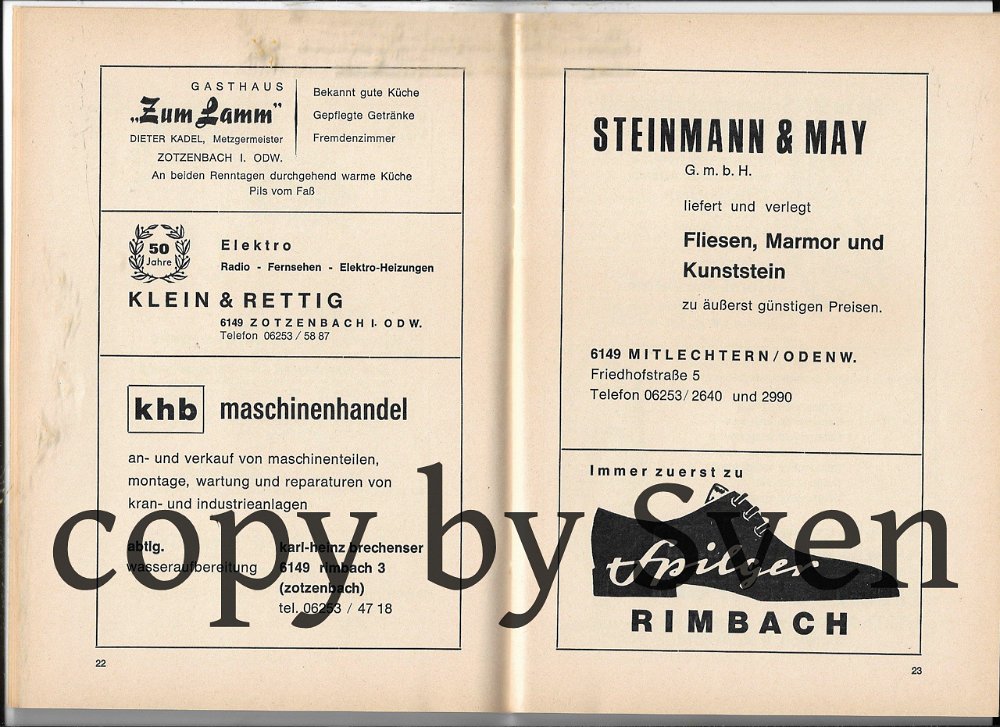 GASTHAUS
„Zum Lamm"
DIETER KADEL, Metzgermeister
ZOTZENBACH I. ODW.
Bekannt gute Küche
Gepflegte Getränke
Fremdenzimmer
An beiden Renntagen durchgehend warme Küche
Pils vom Faß
50
Jahre
Elektro
Radio - Fernsehen - Elektro-Heizungen
KLEIN & RETTIG
6149 ZOTZENBACH I. ODW.
Telefon 06253 / 58 87
khb maschinenhandel
an- und verkauf von maschinenteilen,
montage, wartung und reparaturen von
kran- und industrieanlagen
abtlg.
wasseraufbereitung
karl-heinz brechenser
6149 rimbach 3
(zotzenbach)
tel. 06253 / 47 18
22
STEINMANN & MAY
G. m. b. H.
liefert und verlegt
Fliesen, Marmor und
Kunststein
zu äußerst günstigen Preisen.
6149 MITLECHTERN/ODENW.
Friedhofstraße 5
Telefon 06253/2640 und 2990
Immer zuerst zu
Spilger
RIMBACH
23
copy by Sven